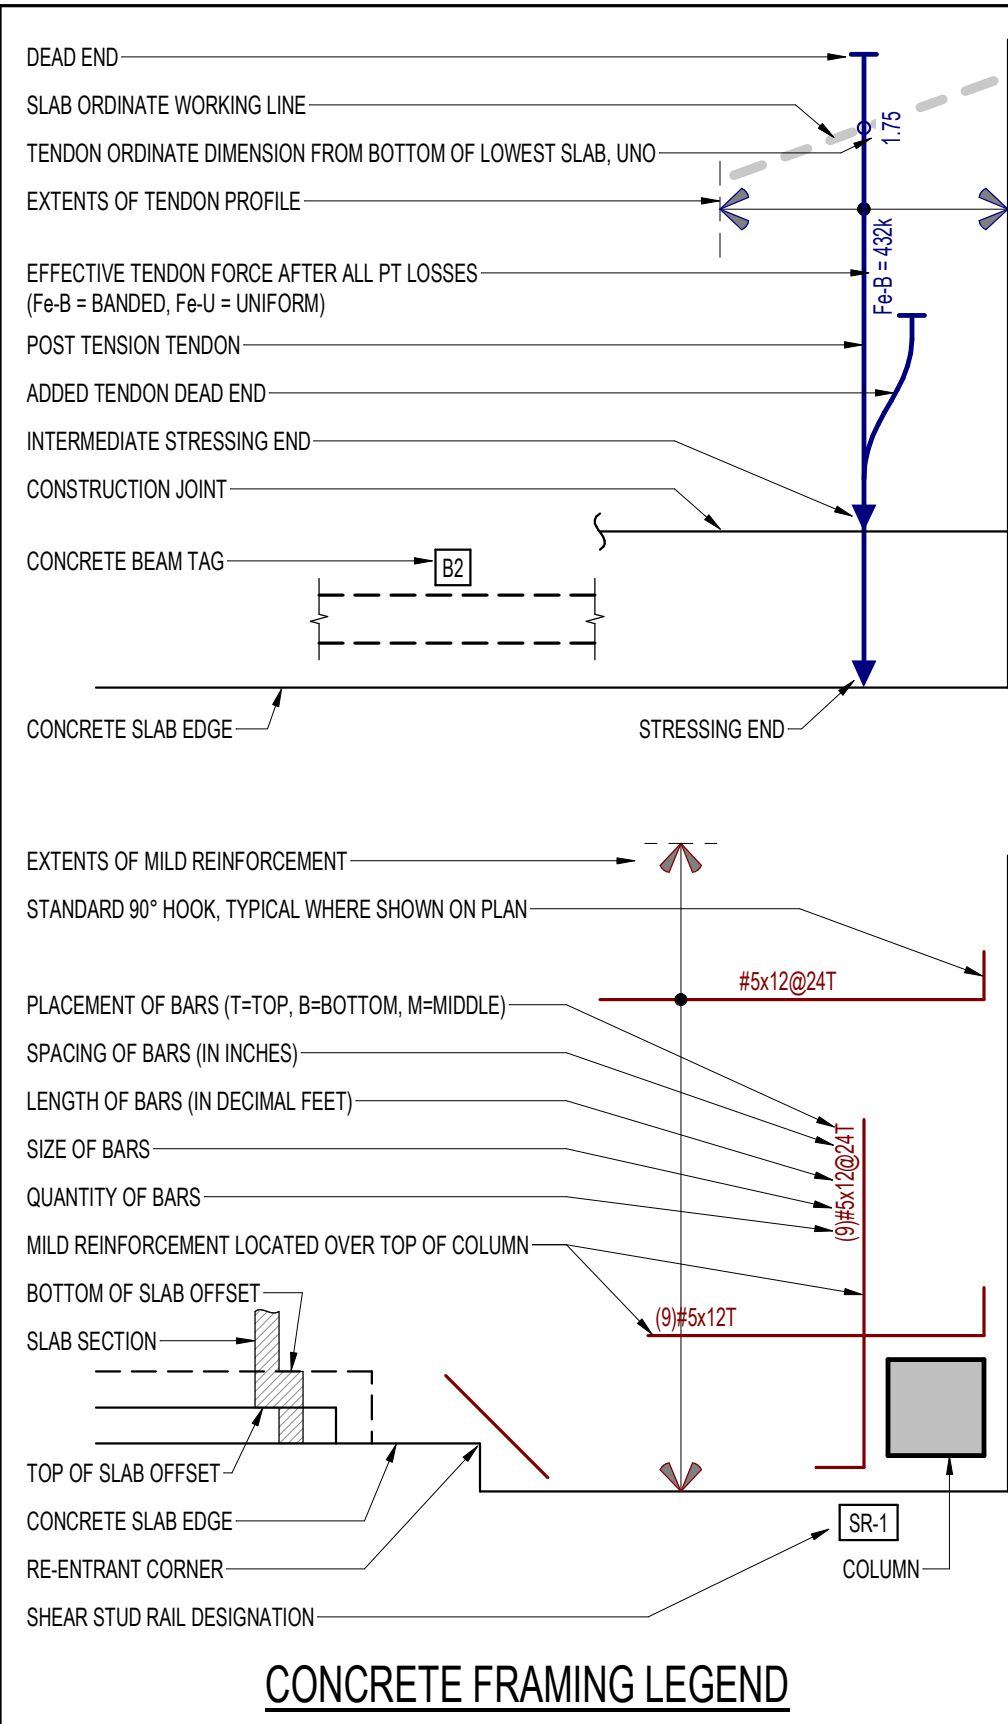 DEAD END
SLAB ORDINATE WORKING LINE
1.75
TENDON ORDINATE DIMENSION FROM BOTTOM OF LOWEST SLAB, UNO
EXTENTS OF TENDON PROFILE
EFFECTIVE TENDON FORCE AFTER ALL PT LOSSES
(Fe-B = BANDED, Fe-U = UNIFORM)
Fe-B = 432k
POST TENSION TENDON
ADDED TENDON DEAD END
INTERMEDIATE STRESSING END
CONSTRUCTION JOINT
CONCRETE BEAM TAG
B2
CONCRETE SLAB EDGE
STRESSING END
EXTENTS OF MILD REINFORCEMENT
STANDARD 90° HOOK, TYPICAL WHERE SHOWN ON PLAN
#5x12@24T
PLACEMENT OF BARS (T=TOP, B=BOTTOM, M=MIDDLE)
SPACING OF BARS (IN INCHES)
LENGTH OF BARS (IN DECIMAL FEET)
SIZE OF BARS
QUANTITY OF BARS
(9)#5x12@24T
MILD REINFORCEMENT LOCATED OVER TOP OF COLUMN
BOTTOM OF SLAB OFFSET
(9)#5x12T
SLAB SECTION
TOP OF SLAB OFFSET
CONCRETE SLAB EDGE
SR-1
RE-ENTRANT CORNER
COLUMN
SHEAR STUD RAIL DESIGNATION
CONCRETE FRAMING LEGEND